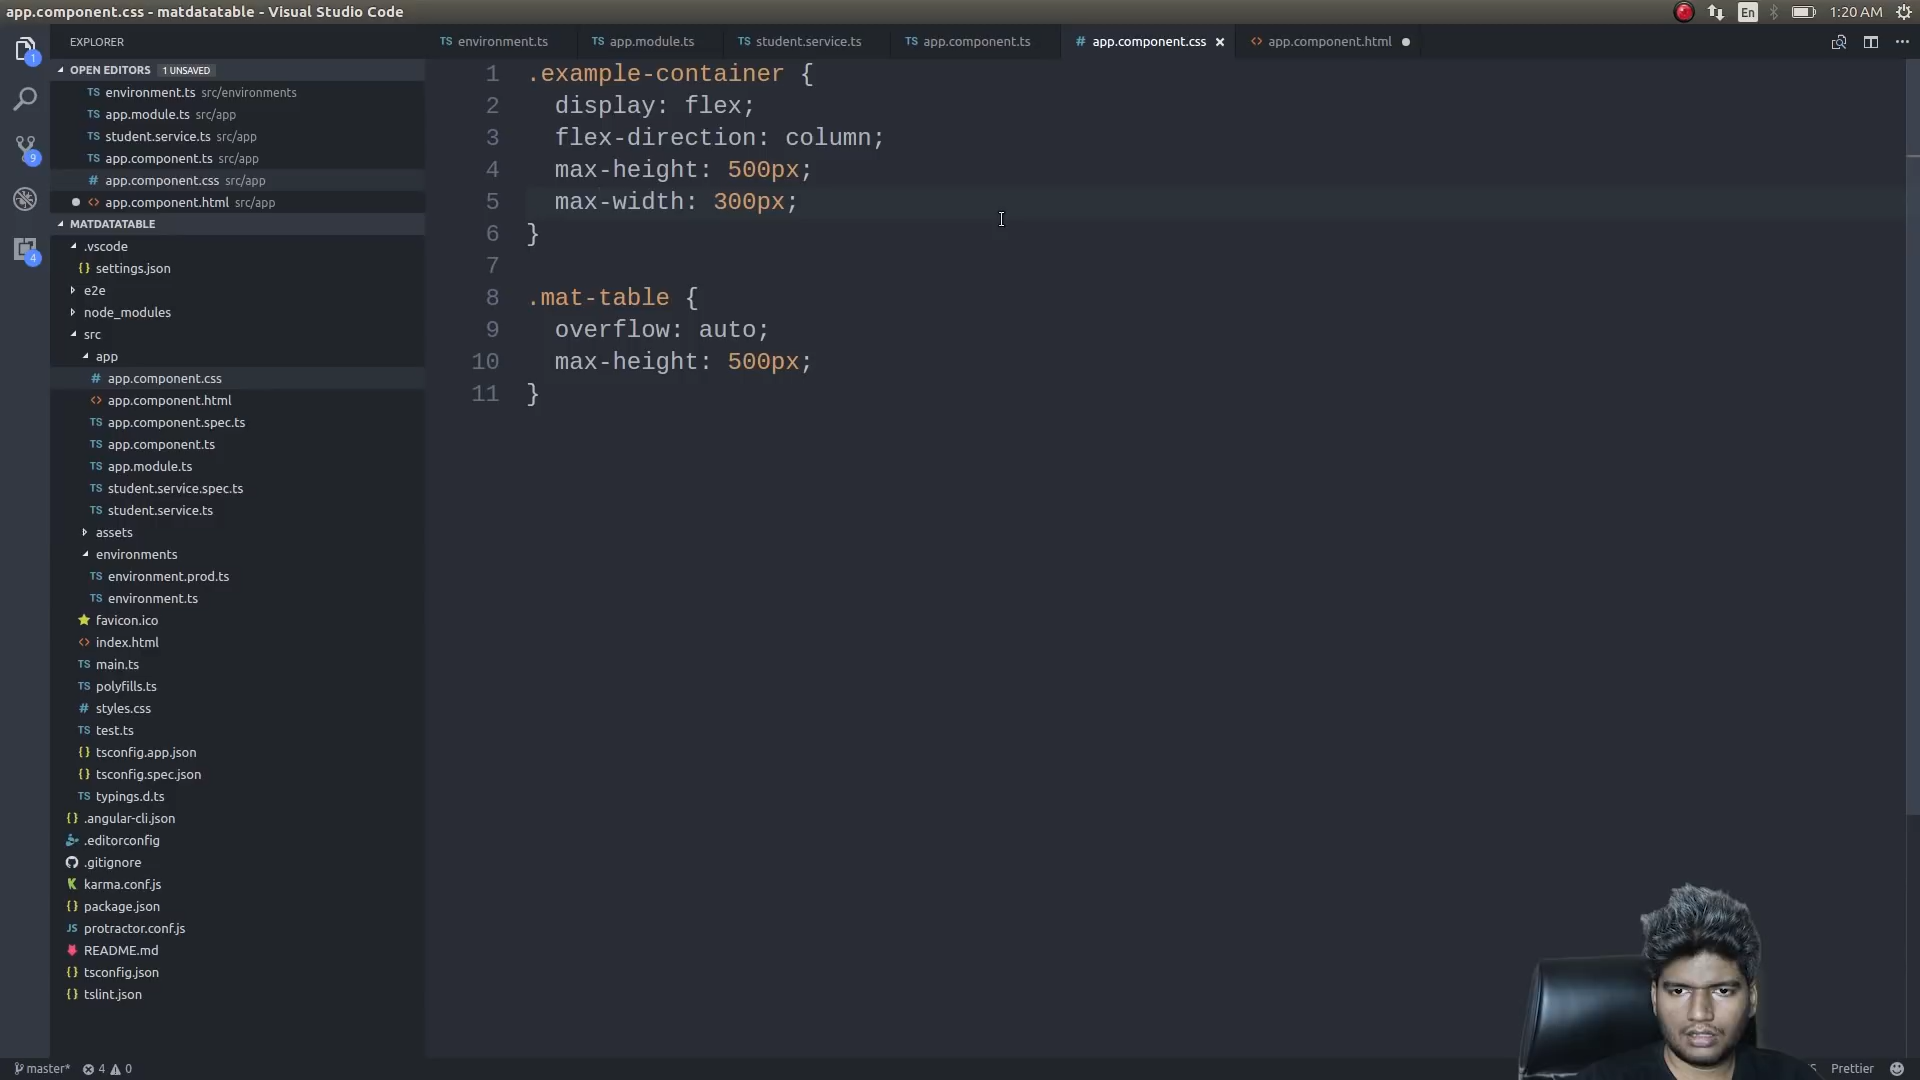 app.component.css - matdatatable - Visual Studio Code
En
1:20 AM
EXPLORER
OPEN EDITORS 1 UNSAVED
TS environment.ts src/environments
TS app.module.ts src/app
TS student.service.ts src/app
TS app.component.ts src/app
# app.component.css src/app
<> app.component.html src/app
MATDATATABLE
.vscode
{} settings.json
e2e
node_modules
src
app
# app.component.css
<> app.component.html
TS app.component.spec.ts
TS app.component.ts
TS app.module.ts
TS student.service.spec.ts
TS student.service.ts
assets
environments
TS environment.prod.ts
TS environment.ts
favicon.ico
<> index.html
TS main.ts
TS polyfills.ts
# styles.css
TS test.ts
{} tsconfig.app.json
{} tsconfig.spec.json
TS typings.d.ts
{} .angular-cli.json
.editorconfig
.gitignore
K karma.conf.js
{} package.json
JS protractor.conf.js
README.md
{} tsconfig.json
{} tslint.json
1
9
4
TS environment.ts
TS app.module.ts
TS student.service.ts
TS app.component.ts
# app.component.css ×
<> app.component.html
1 .example-container {
2 display: flex;
3 flex-direction: column;
4 max-height: 500px;
5 max-width: 300px;
6 }
7
8 .mat-table {
9 overflow: auto;
10 max-height: 500px;
11 }
master* 4 0
Prettier